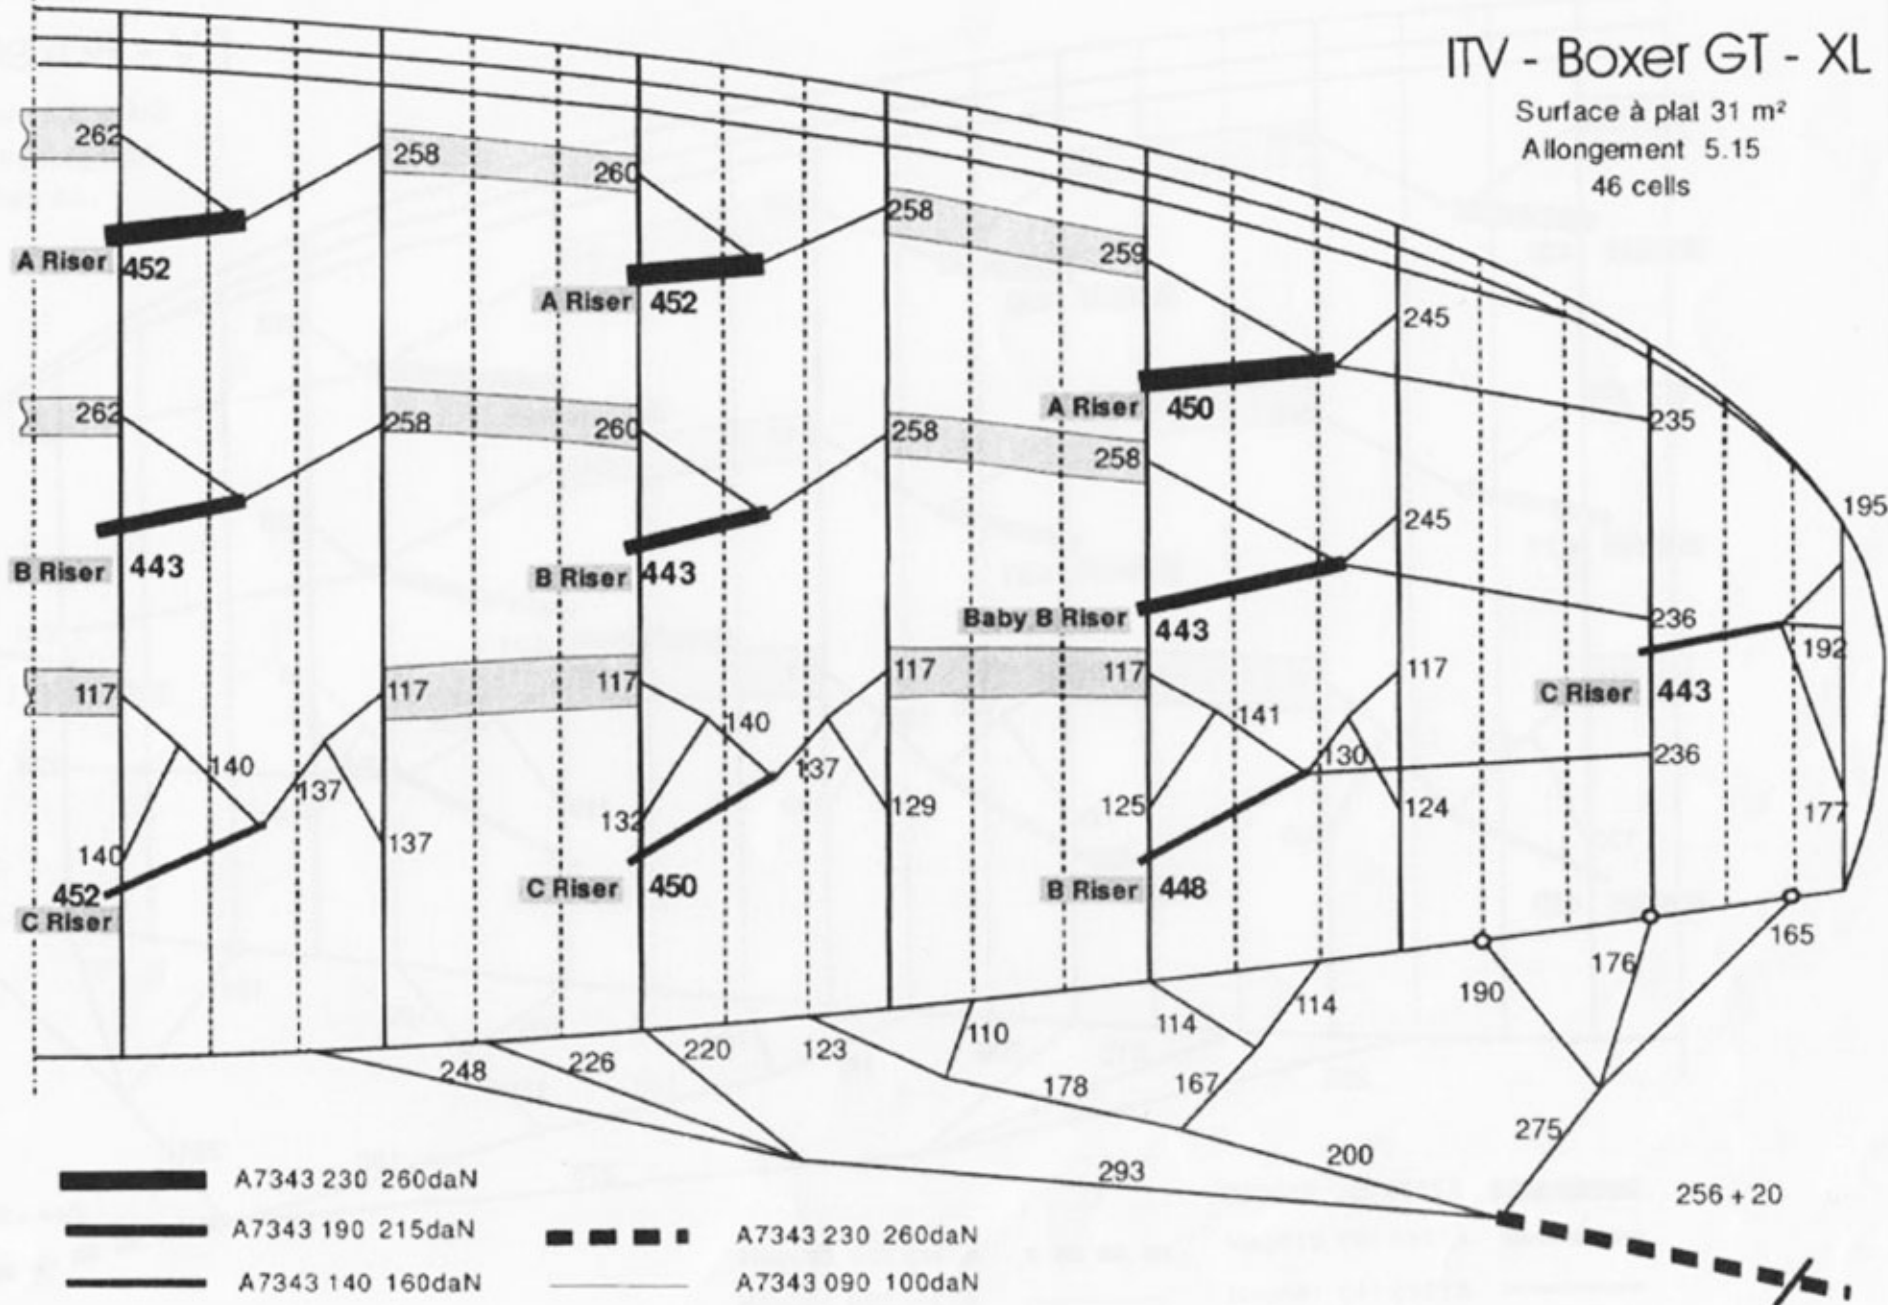 ITV - Boxer GT - XL
Surface à plat 31 m²
Allongement 5.15
46 cells
262
258
260
258
259
245
235
A Riser 452
A Riser 452
A Riser 450
262
258
260
258
258
245
236
195
B Riser 443
B Riser 443
Baby B Riser 443
192
C Riser 443
117
117
117
117
117
117
140
137
140
137
141
130
236
140
137
132
129
125
124
177
452
C Riser
C Riser 450
B Riser 448
248
226
220
123
110
114
114
190
176
165
178
167
275
293
200
256 + 20
A7343 230 260daN
A7343 190 215daN
A7343 140 160daN
A7343 230 260daN
A7343 090 100daN